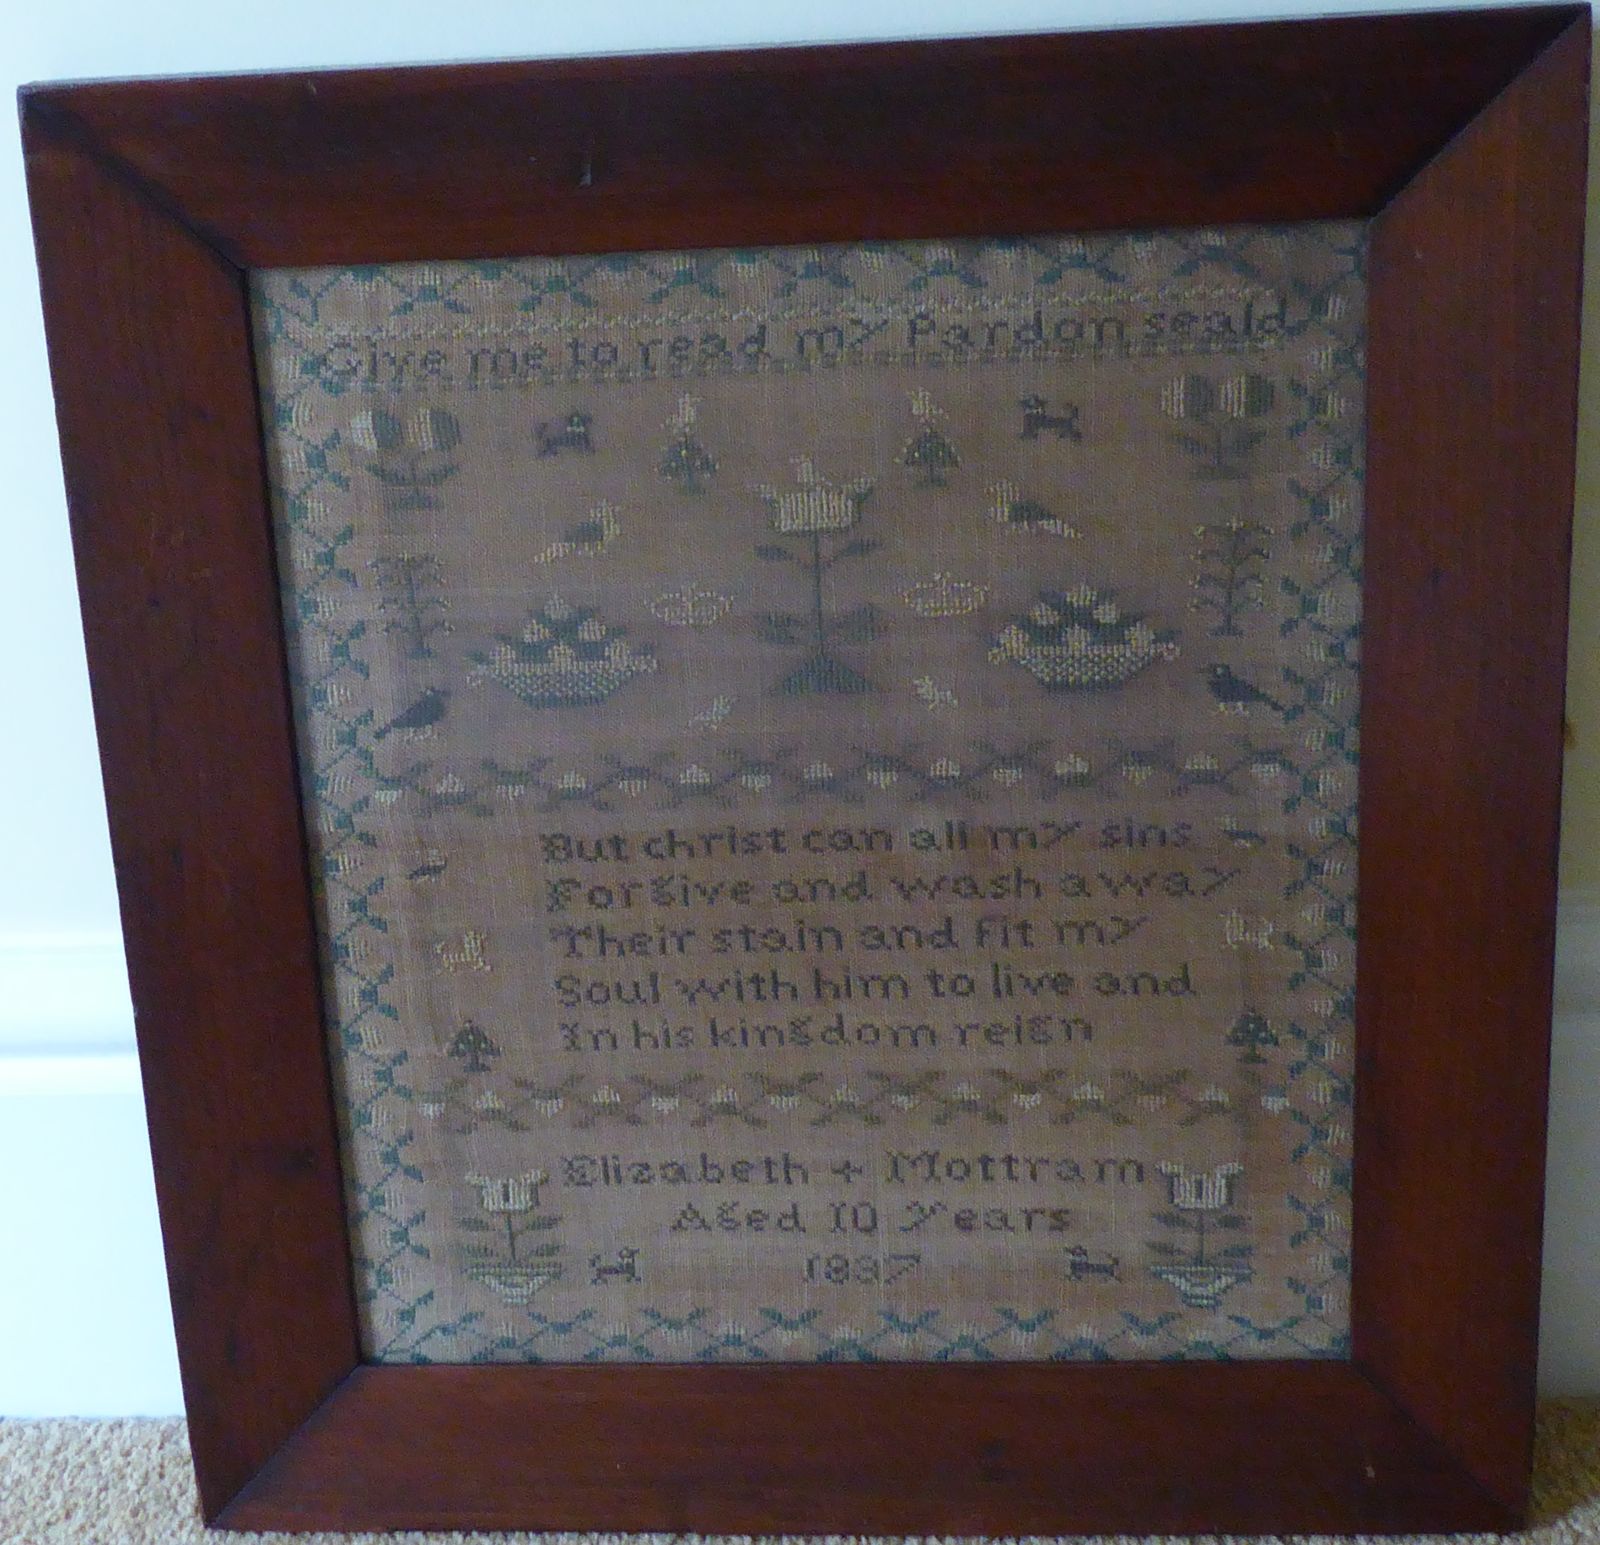 Give me to read my Pardon seald
But christ can all my sins
Forgive and wash away
Their stain and fit my
Soul with him to live and
In his kingdom reign
Elizabeth + Mottram
Aged 10 Years
1837